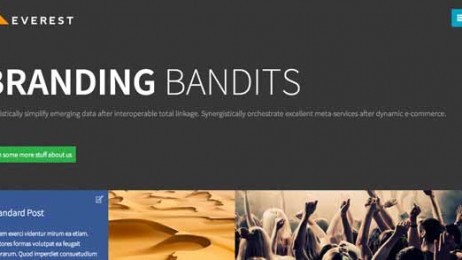 EVEREST
BRANDING BANDITS
istically simplify emerging data after interoperable total linkage. Synergistically orchestrate excellent meta-services after dynamic e-commerce.
n some more stuff about us
andard Post
em exerci videntur mirum ea etiam.
tores formas volutpat ea feugat
erarum. Quod imperdiet consuetudium